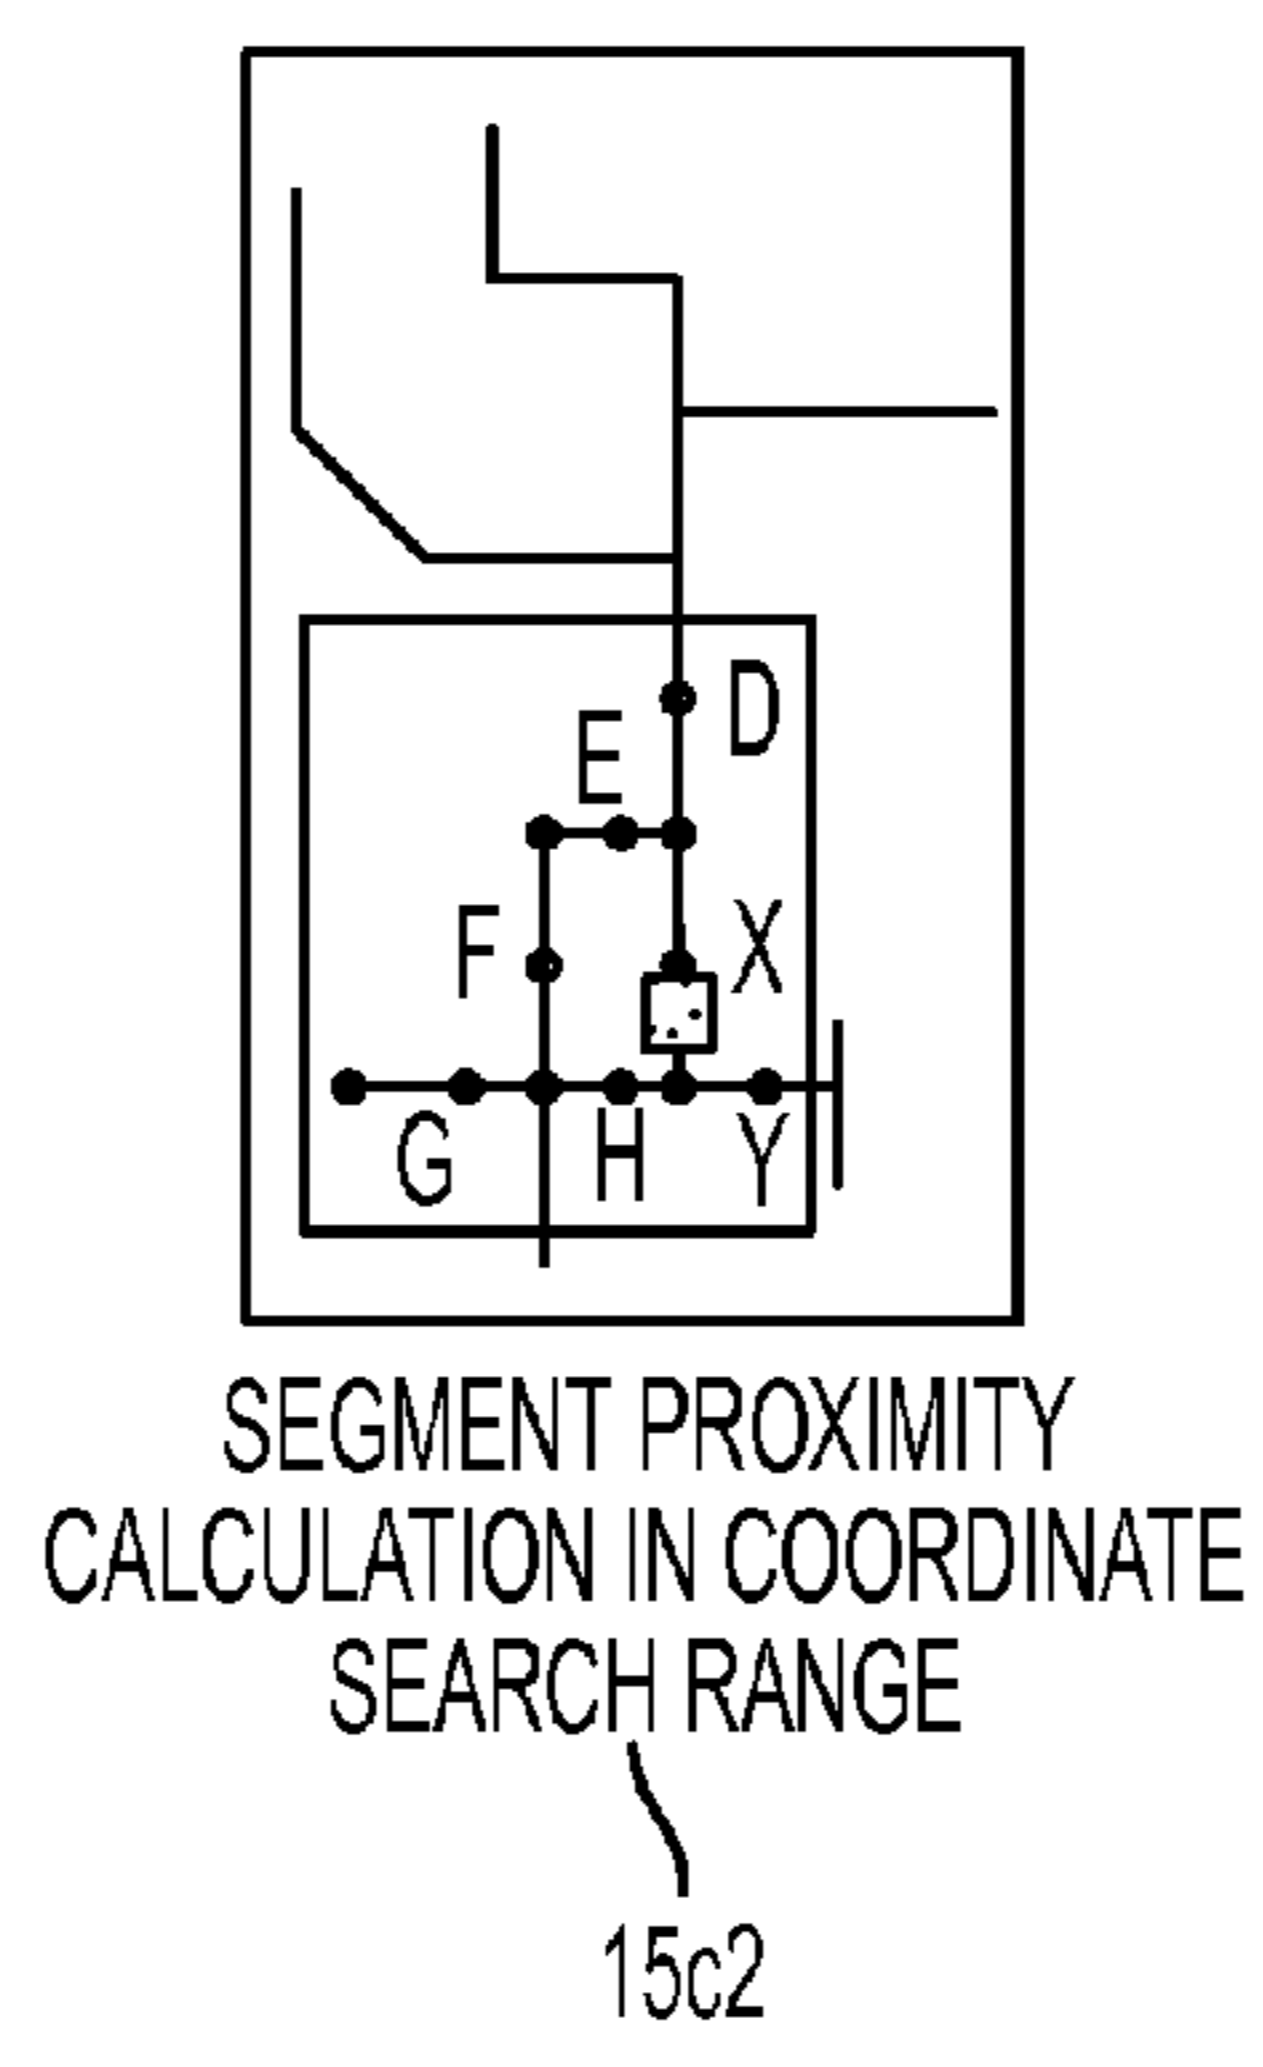 D
E
X
F
G
H
Y
SEGMENT PROXIMITY
CALCULATION IN COORDINATE
SEARCH RANGE
15c2